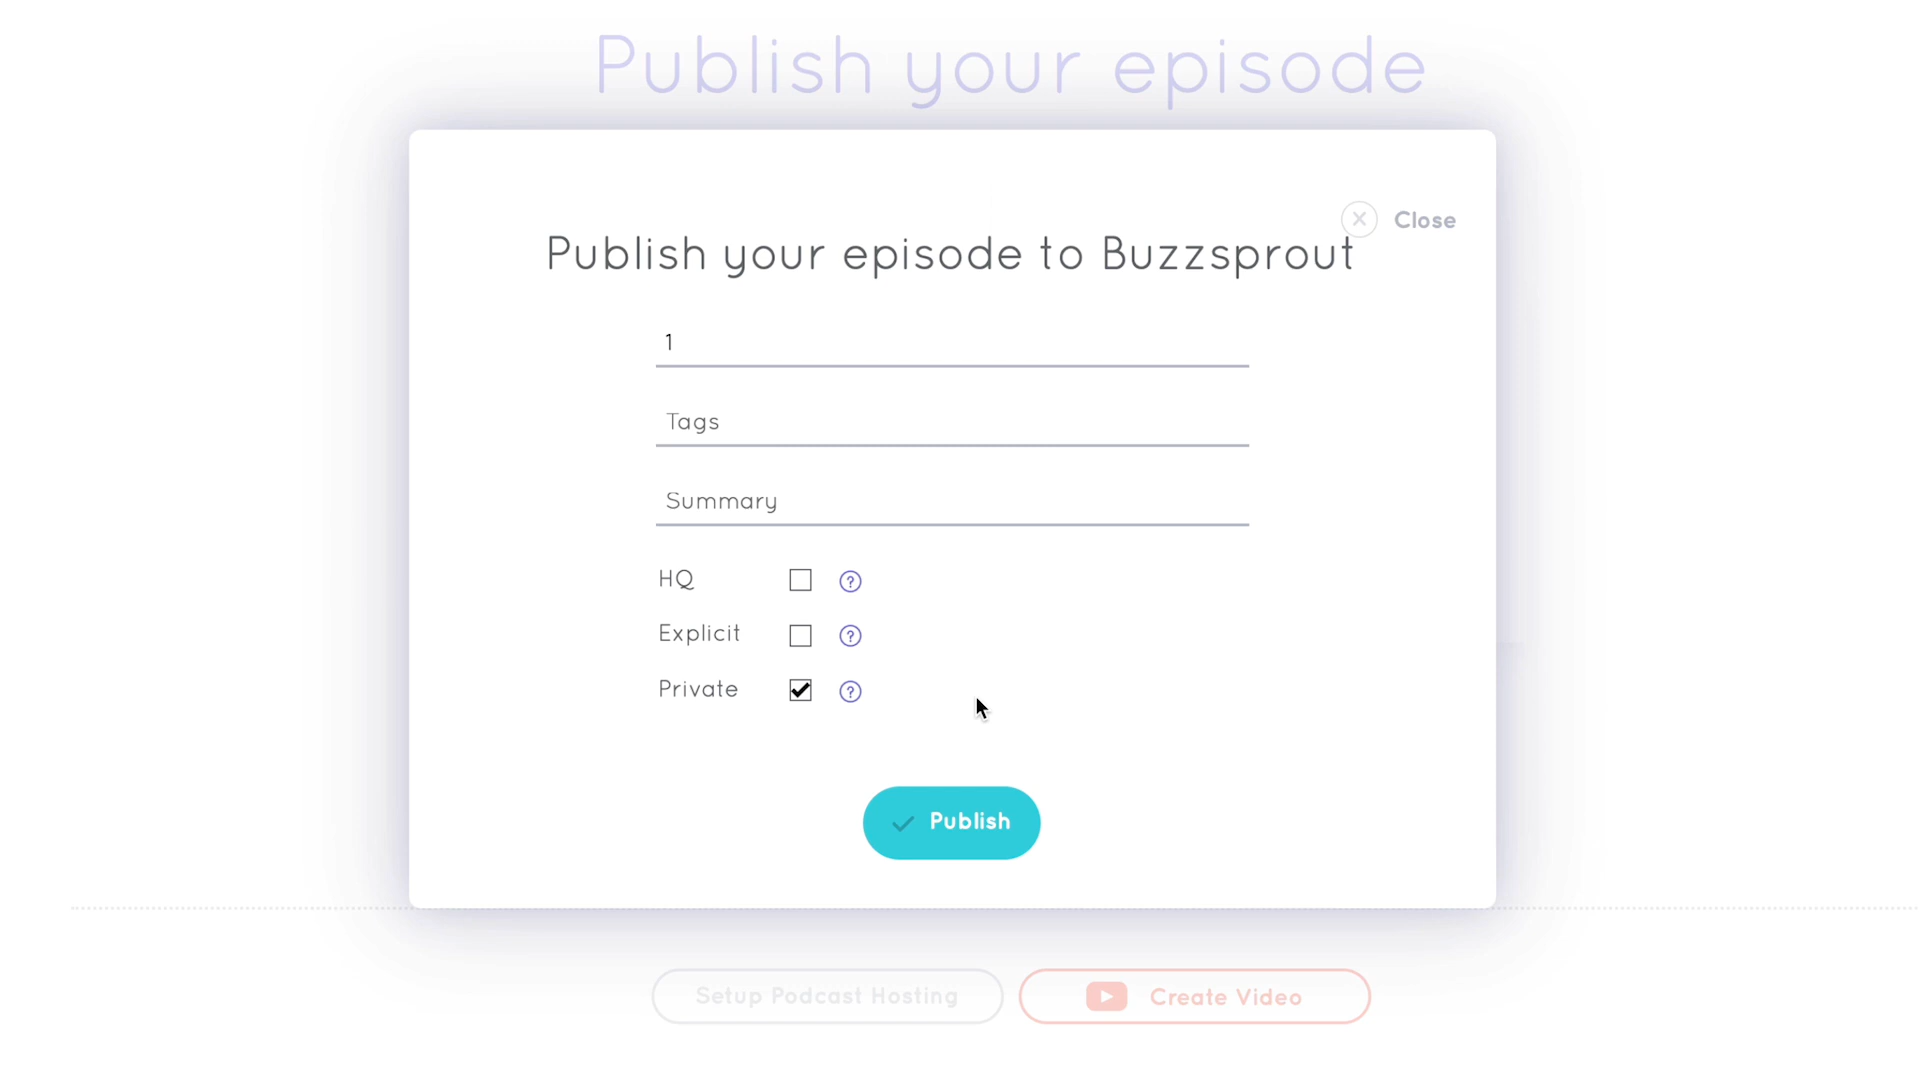 Publish your episode
Close
Publish your episode to Buzzsprout
1
Tags
Summary
HQ ?
Explicit ?
Private ?
Publish
Setup Podcast Hosting
Create Video